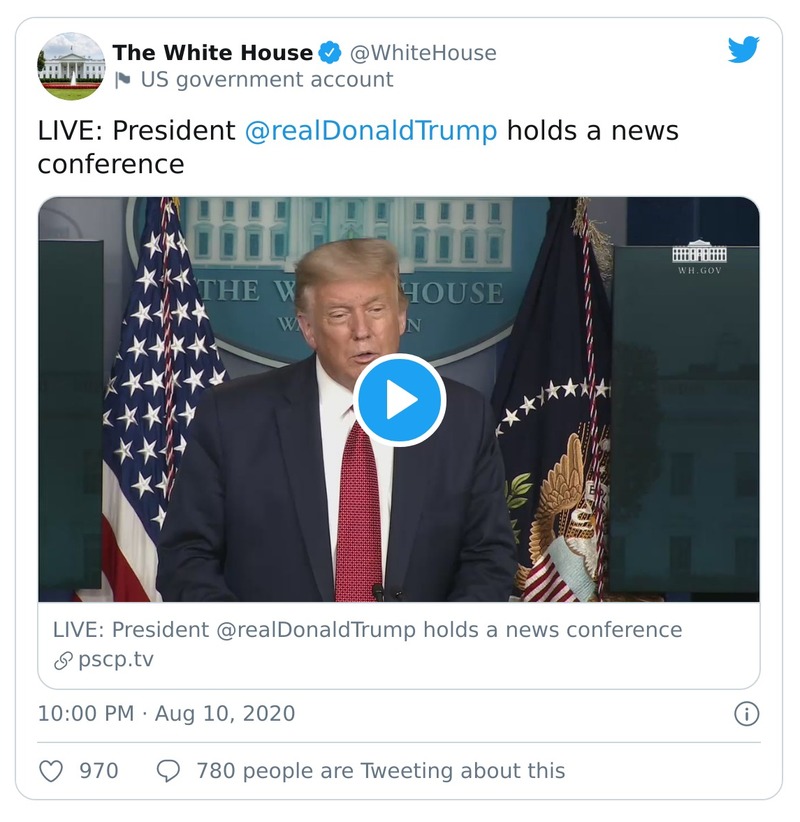 The White House @WhiteHouse
US government account
LIVE: President @realDonaldTrump holds a news
conference
THE W HOUSE
WA N
WH.GOV
LIVE: President @realDonaldTrump holds a news conference
pscp.tv
10:00 PM · Aug 10, 2020
970 780 people are Tweeting about this